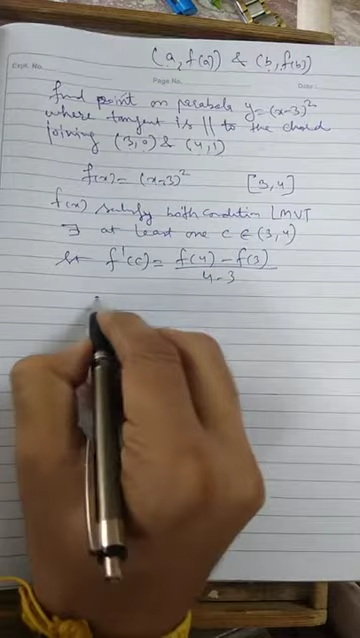 (a, f(a)) & (b, f(b))
Expt. No.
Page No.
Date :
find point on parabola y=(x-3)²
where tangent is || to the chord
joining (3,0) & (4,1)
f(x) = (x-3)² [3,4]
f(x) satisfy both condition LMVT
∃ at least one c ∈ (3,4)
st f'(c) = f(4) - f(3)
4-3